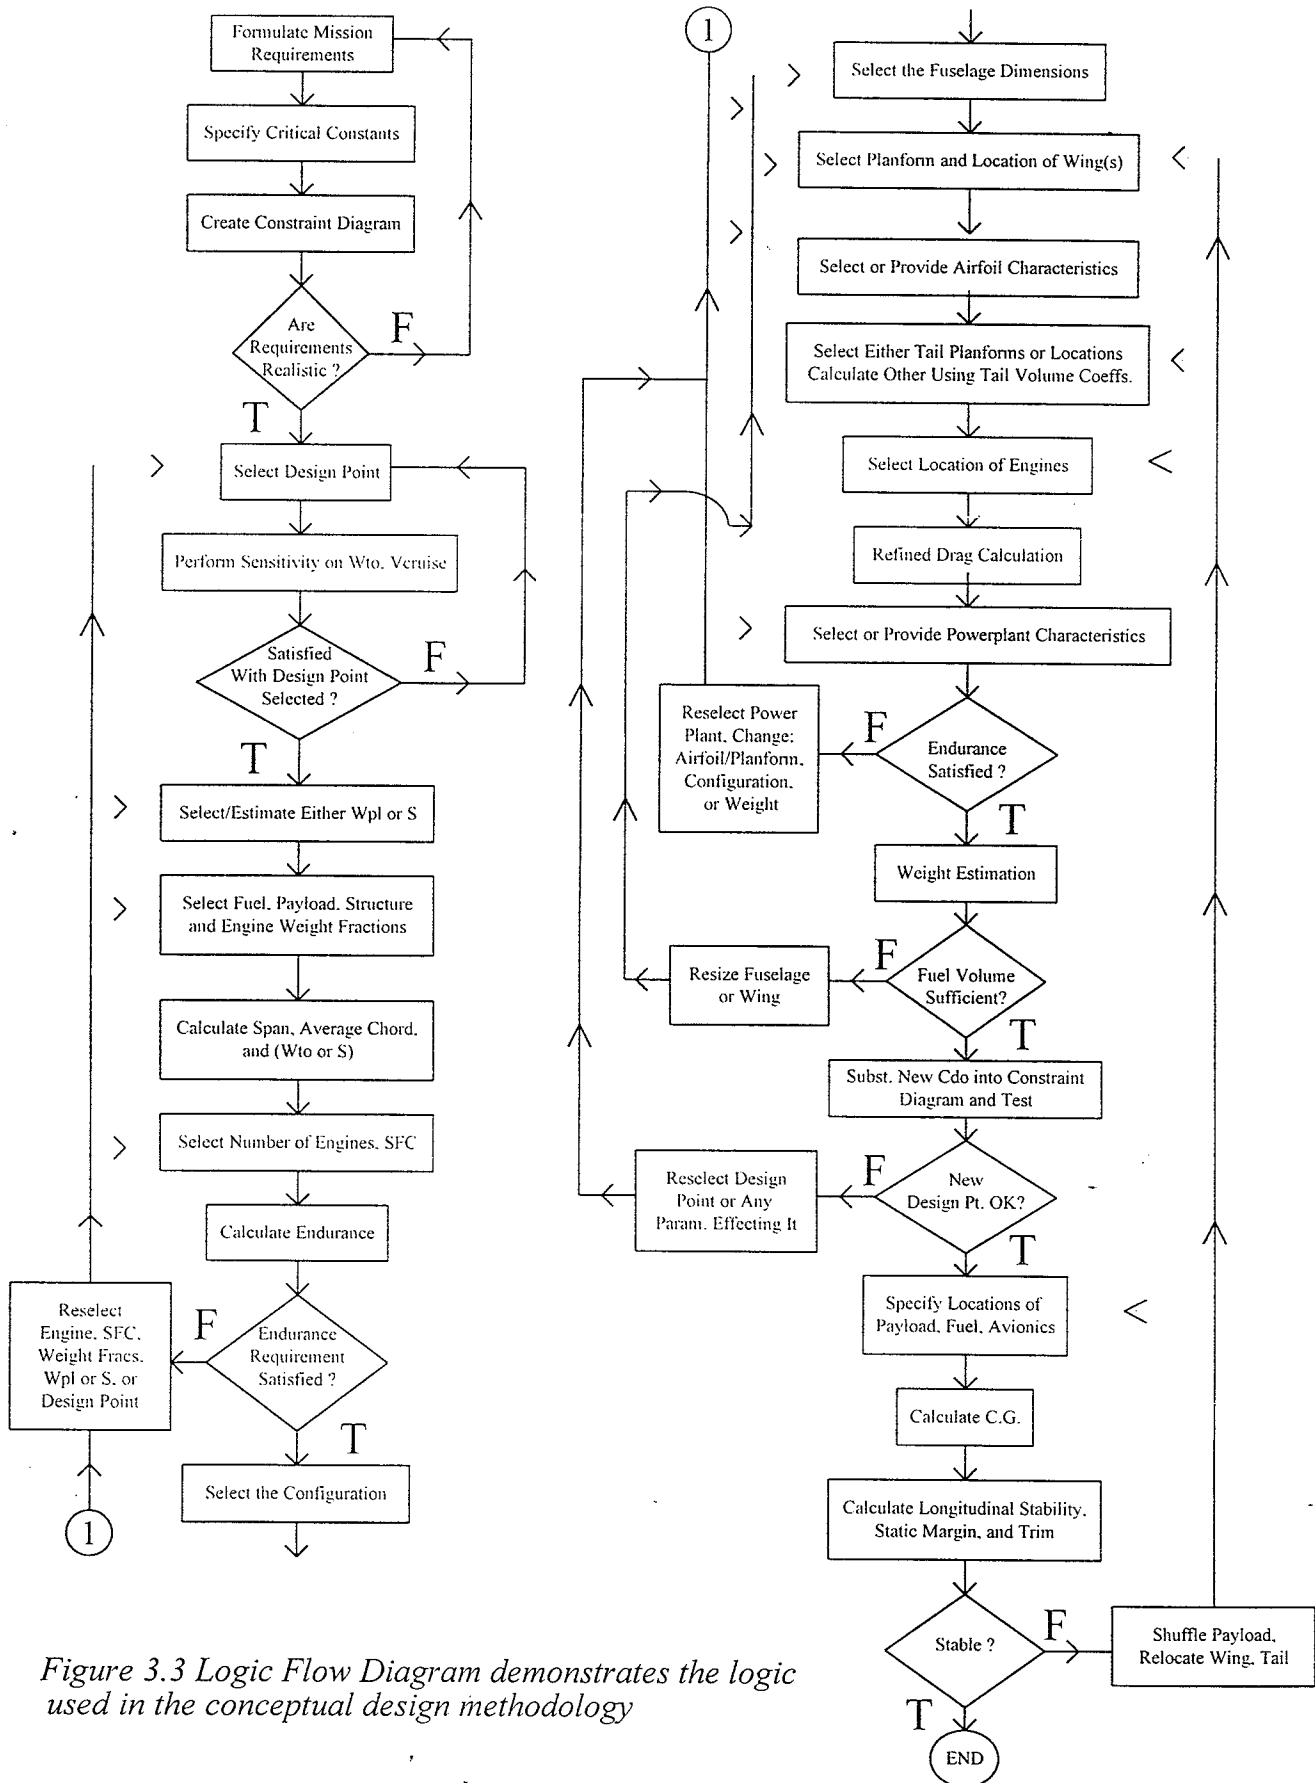 Formulate Mission
Requirements
Specify Critical Constants
Create Constraint Diagram
Are
Requirements
Realistic ?
F
T
Select Design Point
Perform Sensitivity on Wto. Vcruise
Satisfied
With Design Point
Selected ?
F
T
Select/Estimate Either Wpl or S
Select Fuel, Payload, Structure
and Engine Weight Fractions
Calculate Span, Average Chord,
and (Wto or S)
Select Number of Engines, SFC
Calculate Endurance
Endurance
Requirement
Satisfied ?
F
T
Reselect
Engine, SFC,
Weight Fracs.
Wpl or S. or
Design Point
1
Select the Configuration
1
Select the Fuselage Dimensions
Select Planform and Location of Wing(s)
Select or Provide Airfoil Characteristics
Select Either Tail Planforms or Locations
Calculate Other Using Tail Volume Coeffs.
Select Location of Engines
Refined Drag Calculation
Select or Provide Powerplant Characteristics
Endurance
Satisfied ?
F
T
Reselect Power
Plant, Change:
Airfoil/Planform,
Configuration,
or Weight
Weight Estimation
Fuel Volume
Sufficient?
F
T
Resize Fuselage
or Wing
Subst. New Cdo into Constraint
Diagram and Test
New
Design Pt. OK?
F
T
Reselect Design
Point or Any
Param. Effecting It
Specify Locations of
Payload, Fuel, Avionics
Calculate C.G.
Calculate Longitudinal Stability,
Static Margin, and Trim
Stable ?
F
T
Shuffle Payload,
Relocate Wing, Tail
END
Figure 3.3 Logic Flow Diagram demonstrates the logic
used in the conceptual design methodology